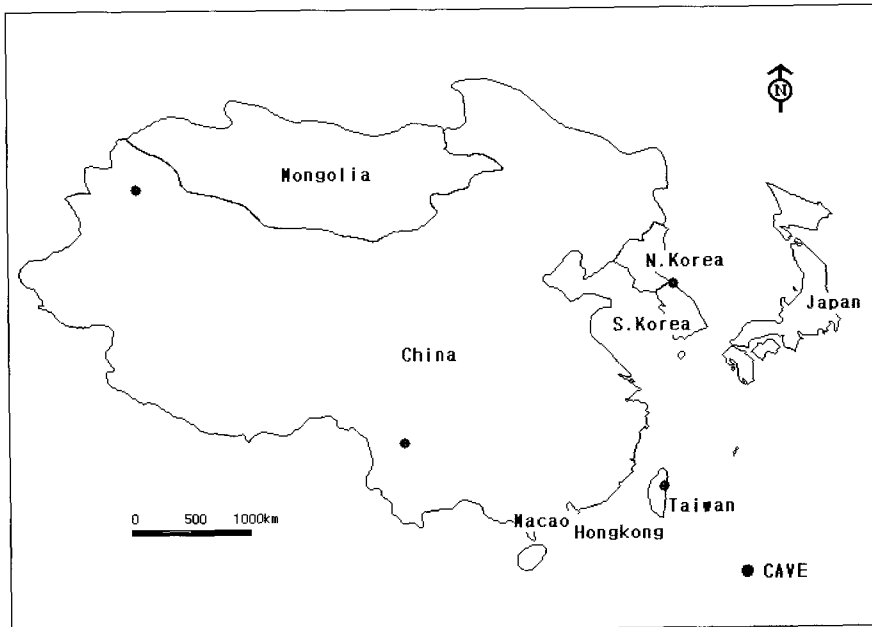 N
Mongolia
N.Korea
Japan
S.Korea
China
0 500 1000km
Taiwan
Macao
Hongkong
CAVE